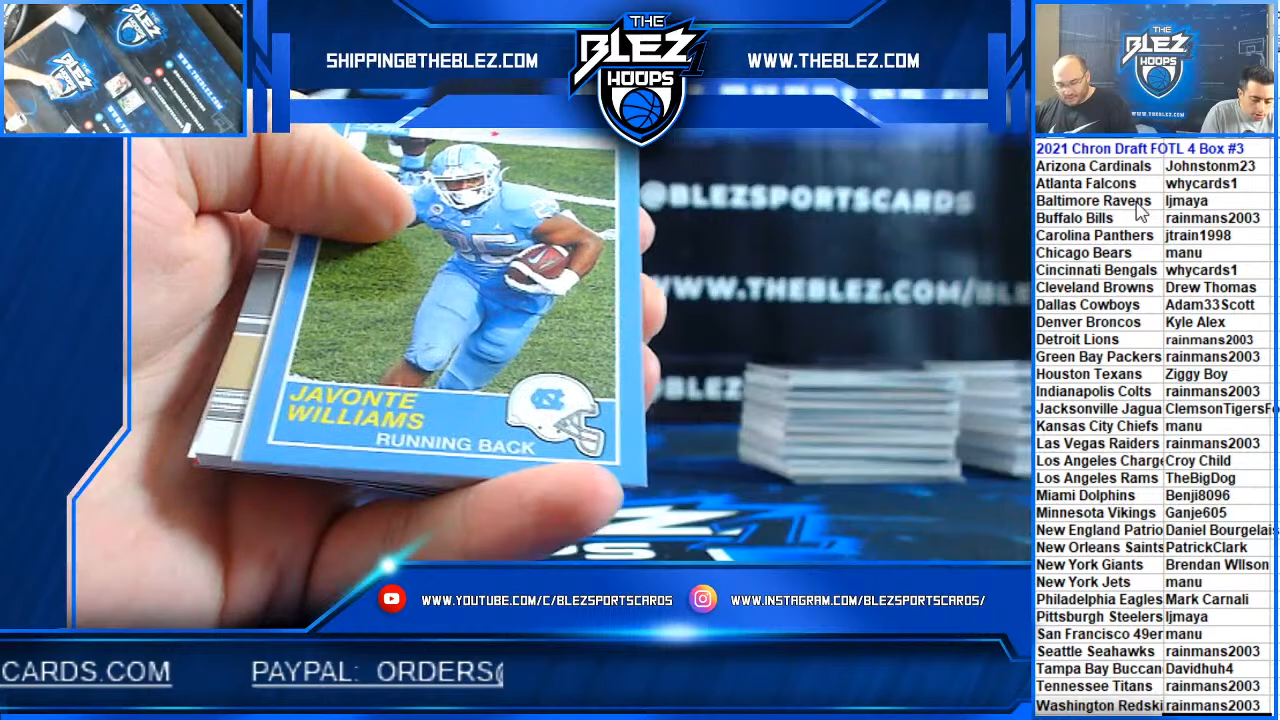 SHIPPING@THEBLEZ.COM
THE
BLEZ
HOOPS
WWW.THEBLEZ.COM
THE
BLEZ
HOOPS
@BLEZSPORTSCARDS
WWW.THEBLEZ.COM/BLE
JAVONTE
WILLIAMS
RUNNING BACK
2021 Chron Draft FOTL 4 Box #3
Arizona Cardinals Johnstonm23
Atlanta Falcons whycards1
Baltimore Ravens ljmaya
Buffalo Bills rainmans2003
Carolina Panthers jtrain1998
Chicago Bears manu
Cincinnati Bengals whycards1
Cleveland Browns Drew Thomas
Dallas Cowboys Adam33Scott
Denver Broncos Kyle Alex
Detroit Lions rainmans2003
Green Bay Packers rainmans2003
Houston Texans Ziggy Boy
Indianapolis Colts rainmans2003
Jacksonville Jagua ClemsonTigersF
Kansas City Chiefs manu
Las Vegas Raiders rainmans2003
Los Angeles Charge Croy Child
Los Angeles Rams TheBigDog
Miami Dolphins Benji8096
Minnesota Vikings Ganje605
New England Patrio Daniel Bourgelais
New Orleans Saints PatrickClark
New York Giants Brendan WIlson
New York Jets manu
Philadelphia Eagles Mark Carnali
Pittsburgh Steelers ljmaya
San Francisco 49er manu
Seattle Seahawks rainmans2003
Tampa Bay Buccan Davidhuh4
Tennessee Titans rainmans2003
Washington Redski rainmans2003
WWW.YOUTUBE.COM/C/BLEZSPORTSCARDS
WWW.INSTAGRAM.COM/BLEZSPORTSCARDS/
CARDS.COM PAYPAL: ORDERS@